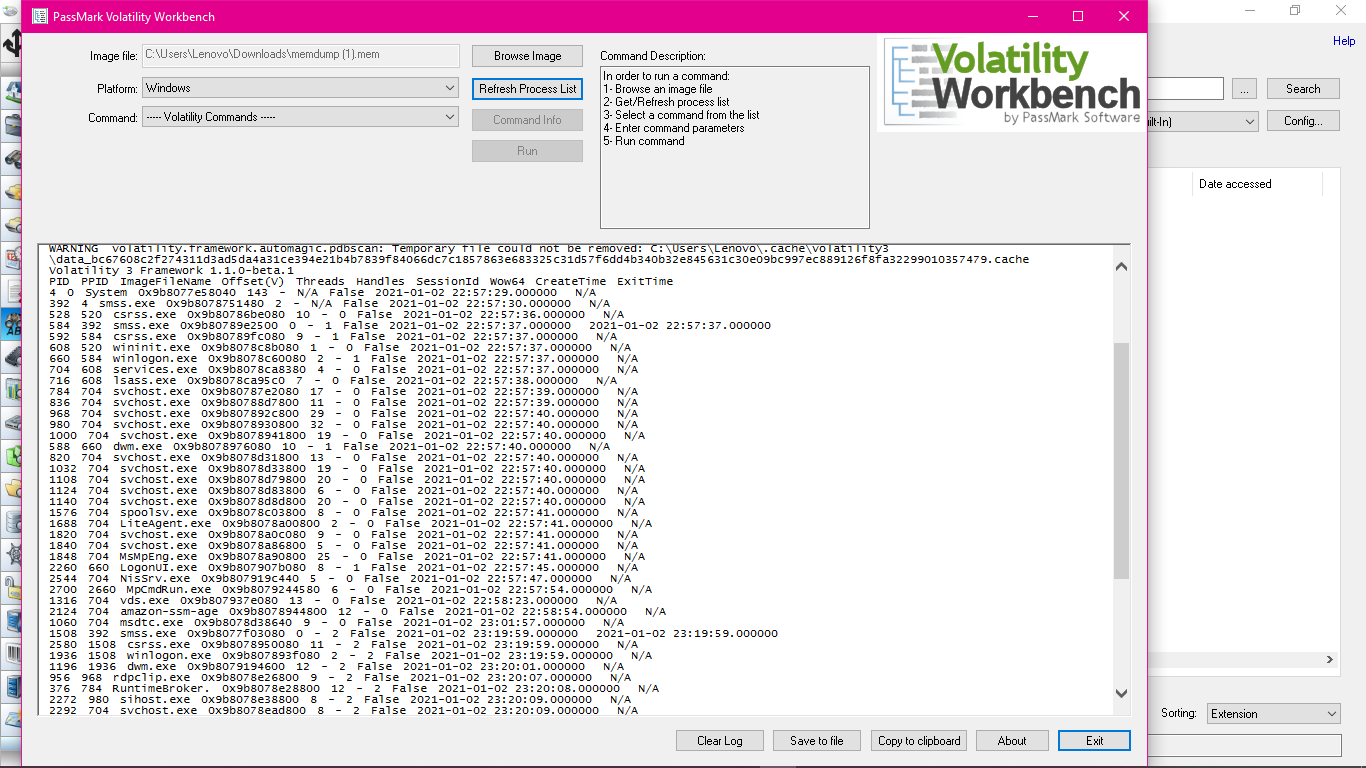 PassMark Volatility Workbench
Help
Image file:
C:\Users\Lenovo\Downloads\memdump (1).mem
Browse Image
Platform:
Windows
Refresh Process List
Command:
----- Volatility Commands -----
Command Info
Run
Command Description:
In order to run a command:
1- Browse an image file
2- Get/Refresh process list
3- Select a command from the list
4- Enter command parameters
5- Run command
Volatility
Workbench
by PassMark Software
...
Search
ilt-In)
Config...
Date accessed
WARNING  volatility.framework.automagic.pdbscan: Temporary file could not be removed: C:\Users\Lenovo\.cache\volatility3
\data_bc67608c2f274311d3ad5da4a31ce394e21b4b7839f84066dc7c1857863e683325c31d57f6dd4b340b32e845631c30e09bc997ec889126f8fa32299010357479.cache
Volatility 3 Framework 1.1.0-beta.1
PID  PPID  ImageFileName  Offset(V)  Threads  Handles  SessionId  Wow64  CreateTime  ExitTime
4  0  System  0x9b8077e58040  143  -  N/A  False  2021-01-02 22:57:29.000000   N/A
392  4  smss.exe  0x9b8078751480  2  -  N/A  False  2021-01-02 22:57:30.000000   N/A
528  520  csrss.exe  0x9b80786be080  10  -  0  False  2021-01-02 22:57:36.000000   N/A
584  392  smss.exe  0x9b80789e2500  0  -  1  False  2021-01-02 22:57:37.000000   2021-01-02 22:57:37.000000
592  584  csrss.exe  0x9b80789fc080  9  -  1  False  2021-01-02 22:57:37.000000   N/A
608  520  wininit.exe  0x9b8078c8b080  1  -  0  False  2021-01-02 22:57:37.000000   N/A
660  584  winlogon.exe  0x9b8078c60080  2  -  1  False  2021-01-02 22:57:37.000000   N/A
704  608  services.exe  0x9b8078ca8380  4  -  0  False  2021-01-02 22:57:37.000000   N/A
716  608  lsass.exe  0x9b8078ca95c0  7  -  0  False  2021-01-02 22:57:38.000000   N/A
784  704  svchost.exe  0x9b80787e2080  17  -  0  False  2021-01-02 22:57:39.000000   N/A
836  704  svchost.exe  0x9b80788d7800  11  -  0  False  2021-01-02 22:57:39.000000   N/A
968  704  svchost.exe  0x9b807892c800  29  -  0  False  2021-01-02 22:57:40.000000   N/A
980  704  svchost.exe  0x9b8078930800  32  -  0  False  2021-01-02 22:57:40.000000   N/A
1000  704  svchost.exe  0x9b8078941800  19  -  0  False  2021-01-02 22:57:40.000000   N/A
588  660  dwm.exe  0x9b8078976080  10  -  1  False  2021-01-02 22:57:40.000000   N/A
820  704  svchost.exe  0x9b8078d31800  13  -  0  False  2021-01-02 22:57:40.000000   N/A
1032  704  svchost.exe  0x9b8078d33800  19  -  0  False  2021-01-02 22:57:40.000000   N/A
1108  704  svchost.exe  0x9b8078d79800  20  -  0  False  2021-01-02 22:57:40.000000   N/A
1124  704  svchost.exe  0x9b8078d83800  6  -  0  False  2021-01-02 22:57:40.000000   N/A
1140  704  svchost.exe  0x9b8078d8d800  20  -  0  False  2021-01-02 22:57:40.000000   N/A
1576  704  spoolsv.exe  0x9b8078c03800  8  -  0  False  2021-01-02 22:57:41.000000   N/A
1688  704  LiteAgent.exe  0x9b8078a00800  2  -  0  False  2021-01-02 22:57:41.000000   N/A
1820  704  svchost.exe  0x9b8078a0c080  9  -  0  False  2021-01-02 22:57:41.000000   N/A
1840  704  svchost.exe  0x9b8078a86800  5  -  0  False  2021-01-02 22:57:41.000000   N/A
1848  704  MsMpEng.exe  0x9b8078a90800  25  -  0  False  2021-01-02 22:57:41.000000   N/A
2260  660  LogonUI.exe  0x9b807907b080  8  -  1  False  2021-01-02 22:57:45.000000   N/A
2544  704  NisSrv.exe  0x9b807919c440  5  -  0  False  2021-01-02 22:57:47.000000   N/A
2700  2660  MpCmdRun.exe  0x9b8079244580  6  -  0  False  2021-01-02 22:57:54.000000   N/A
1316  704  vds.exe  0x9b807937e080  13  -  0  False  2021-01-02 22:58:23.000000   N/A
2124  704  amazon-ssm-age  0x9b8078944800  12  -  0  False  2021-01-02 22:58:54.000000   N/A
1060  704  msdtc.exe  0x9b8078d38640  9  -  0  False  2021-01-02 23:01:57.000000   N/A
1508  392  smss.exe  0x9b8077f03080  0  -  2  False  2021-01-02 23:19:59.000000   2021-01-02 23:19:59.000000
2580  1508  csrss.exe  0x9b8078950080  11  -  2  False  2021-01-02 23:19:59.000000   N/A
1936  1508  winlogon.exe  0x9b807893f080  2  -  2  False  2021-01-02 23:19:59.000000   N/A
1196  1936  dwm.exe  0x9b8079194600  12  -  2  False  2021-01-02 23:20:01.000000   N/A
956  968  rdpclip.exe  0x9b8078e26800  9  -  2  False  2021-01-02 23:20:07.000000   N/A
376  784  RuntimeBroker.  0x9b8078e28800  12  -  2  False  2021-01-02 23:20:08.000000   N/A
2272  980  sihost.exe  0x9b8078e38800  8  -  2  False  2021-01-02 23:20:09.000000   N/A
2292  704  svchost.exe  0x9b8078ead800  8  -  2  False  2021-01-02 23:20:09.000000   N/A
Sorting:
Extension
Clear Log
Save to file
Copy to clipboard
About
Exit